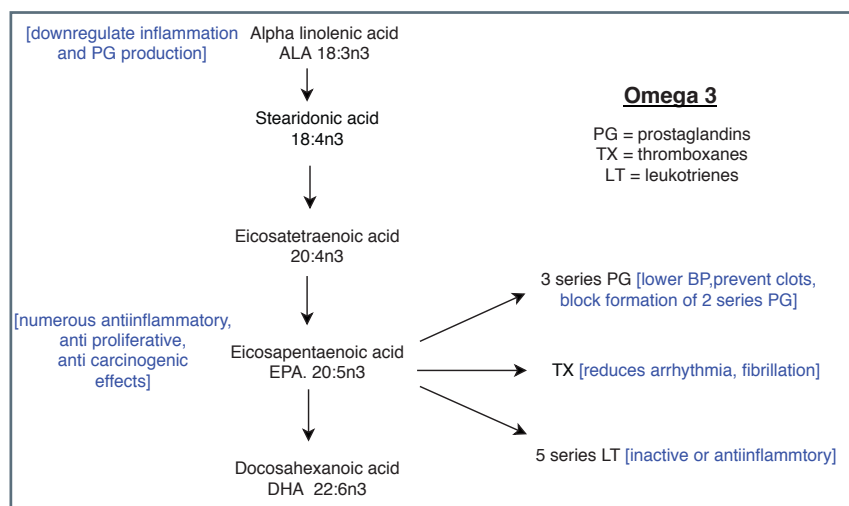 [downregulate inflammation
and PG production]
Alpha linolenic acid
ALA 18:3n3
Stearidonic acid
18:4n3
Omega 3
PG = prostaglandins
TX = thromboxanes
LT = leukotrienes
Eicosatetraenoic acid
20:4n3
3 series PG [lower BP,prevent clots,
block formation of 2 series PG]
[numerous antiinflammatory,
anti proliferative,
anti carcinogenic
effects]
Eicosapentaenoic acid
EPA. 20:5n3
TX [reduces arrhythmia, fibrillation]
5 series LT [inactive or antiinflammtory]
Docosahexanoic acid
DHA 22:6n3